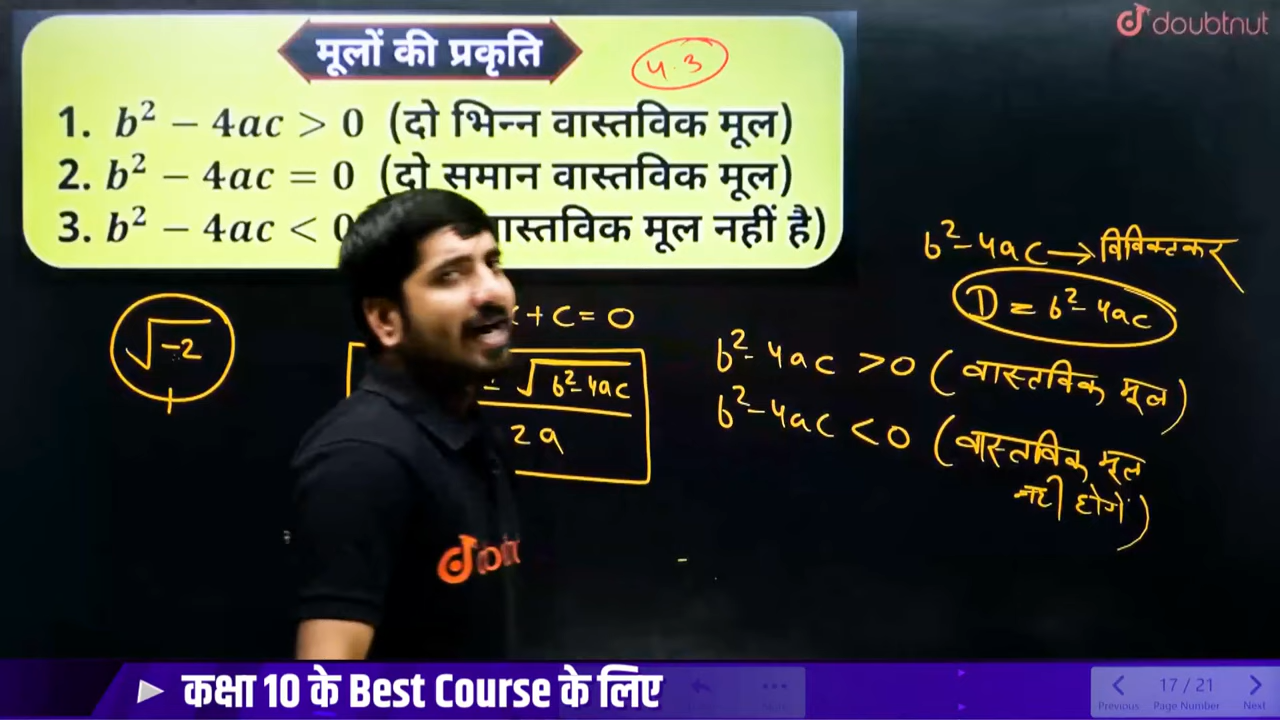 doubtnut
मूलों की प्रकृति
4.3
1. b² − 4ac > 0 (दो भिन्न वास्तविक मूल)
2. b² − 4ac = 0 (दो समान वास्तविक मूल)
3. b² − 4ac < 0 वास्तविक मूल नहीं है)
b²-4ac→विविक्तकर
D = b²-4ac
√-2
+ C = 0
√b²-4ac
2a
b²-4ac >0 (वास्तविक मूल)
b²-4ac <0 (वास्तविक मूल
नही होगें)
कक्षा 10 के Best Course के लिए
17 / 21
Previous Page Number Next